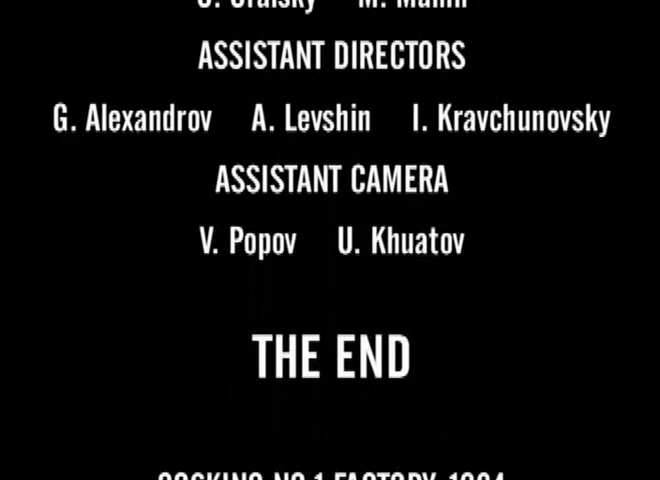 ASSISTANT DIRECTORS
G. Alexandrov A. Levshin I. Kravchunovsky
ASSISTANT CAMERA
V. Popov U. Khuatov
THE END